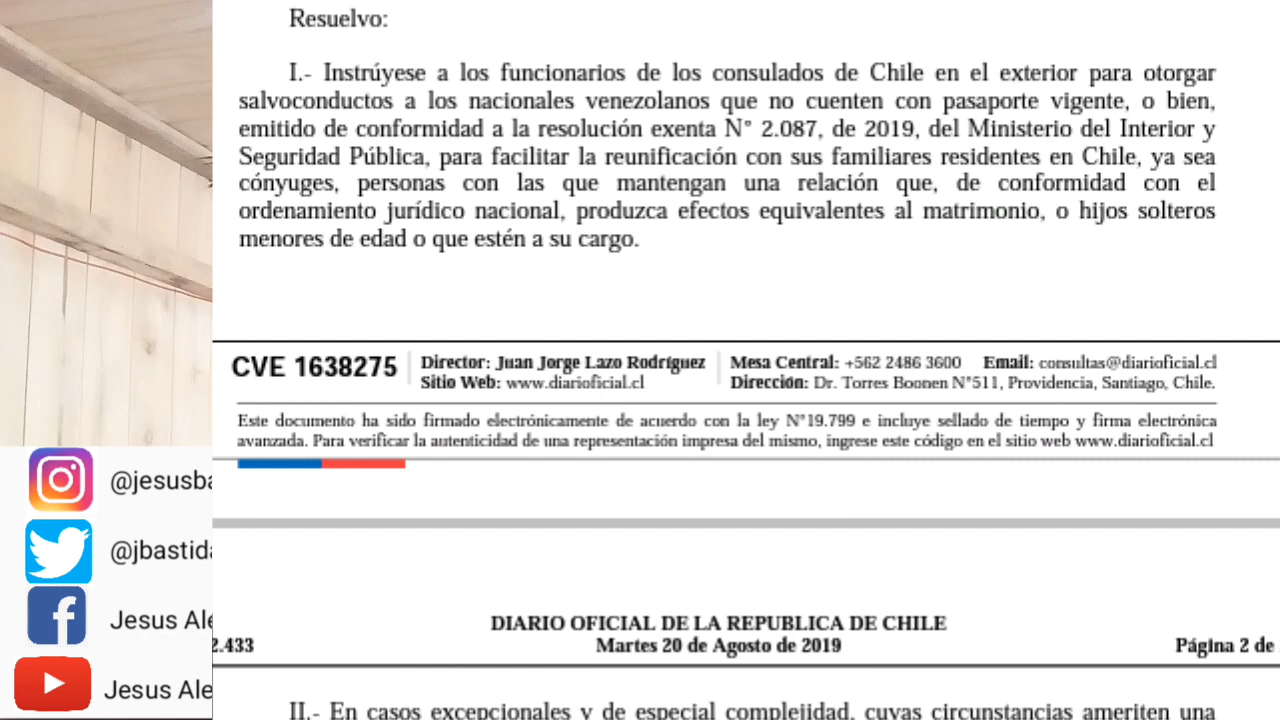 Resuelvo:
I.- Instrúyese a los funcionarios de los consulados de Chile en el exterior para otorgar
salvoconductos a los nacionales venezolanos que no cuenten con pasaporte vigente, o bien,
emitido de conformidad a la resolución exenta N° 2.087, de 2019, del Ministerio del Interior y
Seguridad Pública, para facilitar la reunificación con sus familiares residentes en Chile, ya sea
cónyuges, personas con las que mantengan una relación que, de conformidad con el
ordenamiento jurídico nacional, produzca efectos equivalentes al matrimonio, o hijos solteros
menores de edad o que estén a su cargo.
CVE 1638275
Director: Juan Jorge Lazo Rodríguez
Sitio Web: www.diarioficial.cl
Mesa Central: +562 2486 3600 Email: consultas@diarioficial.cl
Dirección: Dr. Torres Boonen N°511, Providencia, Santiago, Chile.
Este documento ha sido firmado electrónicamente de acuerdo con la ley N°19.799 e incluye sellado de tiempo y firma electrónica
avanzada. Para verificar la autenticidad de una representación impresa del mismo, ingrese este código en el sitio web www.diarioficial.cl
@jesusba
@jbastida
Jesus Ale
Jesus Ale
DIARIO OFICIAL DE LA REPUBLICA DE CHILE
2.433 Martes 20 de Agosto de 2019 Página 2 de
II.- En casos excepcionales y de especial complejidad, cuyas circunstancias ameriten una